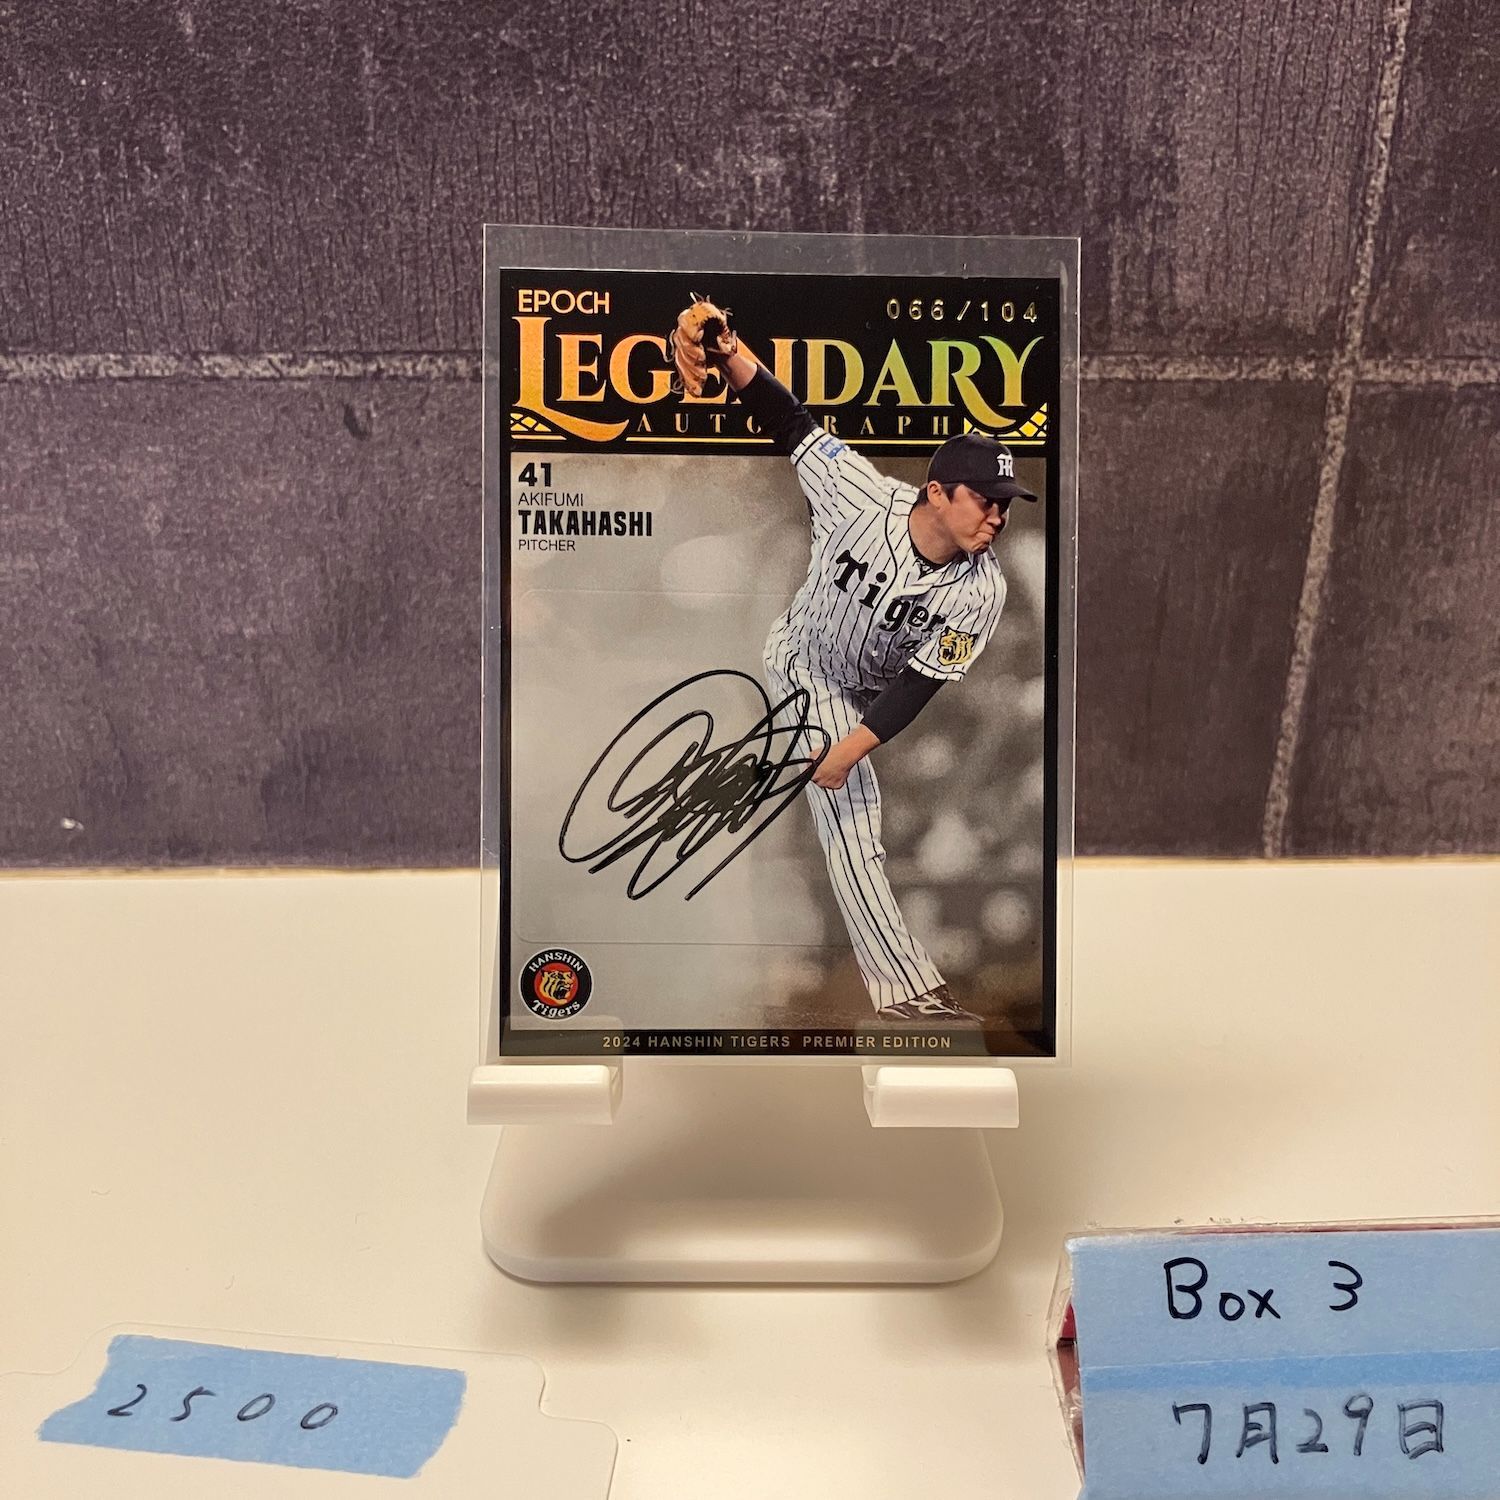 EPOCH
066/104
LEGENDARY
AUTOGRAPH
41
AKIFUMI
TAKAHASHI
PITCHER
Tigers
HANSHIN
Tigers
2024 HANSHIN TIGERS PREMIER EDITION
Box 3
2500
7月29日